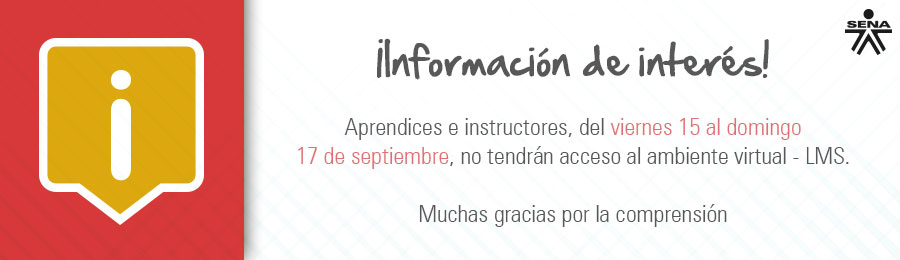 SENA
¡Información de interés!
Aprendices e instructores, del viernes 15 al domingo
17 de septiembre, no tendrán acceso al ambiente virtual - LMS.
Muchas gracias por la comprensión